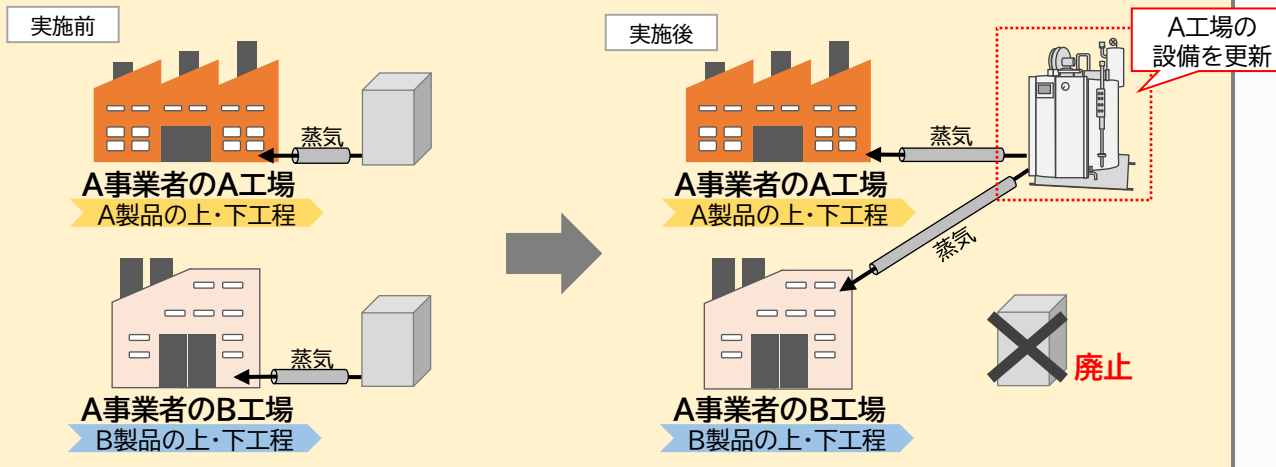 実施前
蒸気
A事業者のA工場
A製品の上・下工程
蒸気
A事業者のB工場
B製品の上・下工程
実施後
A工場の
設備を更新
蒸気
A事業者のA工場
A製品の上・下工程
蒸気
廃止
A事業者のB工場
B製品の上・下工程